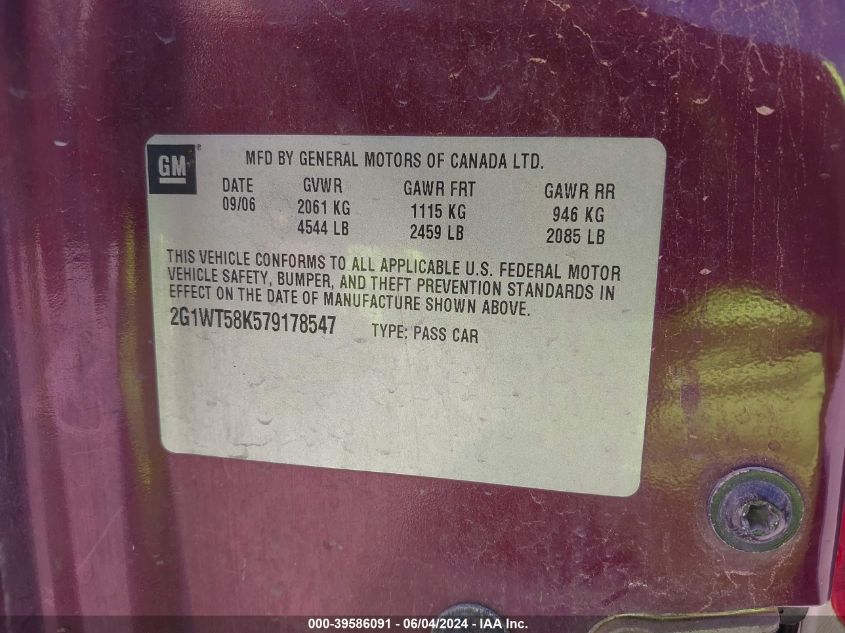 GM ® MFD BY GENERAL MOTORS OF CANADA LTD.
DATE GVWR GAWR FRT GAWR RR
09/06 2061 KG 1115 KG 946 KG
4544 LB 2459 LB 2085 LB
THIS VEHICLE CONFORMS TO ALL APPLICABLE U.S. FEDERAL MOTOR
VEHICLE SAFETY, BUMPER, AND THEFT PREVENTION STANDARDS IN
EFFECT ON THE DATE OF MANUFACTURE SHOWN ABOVE.
2G1WT58K579178547 TYPE: PASS CAR
000-39586091 - 06/04/2024 - IAA Inc.